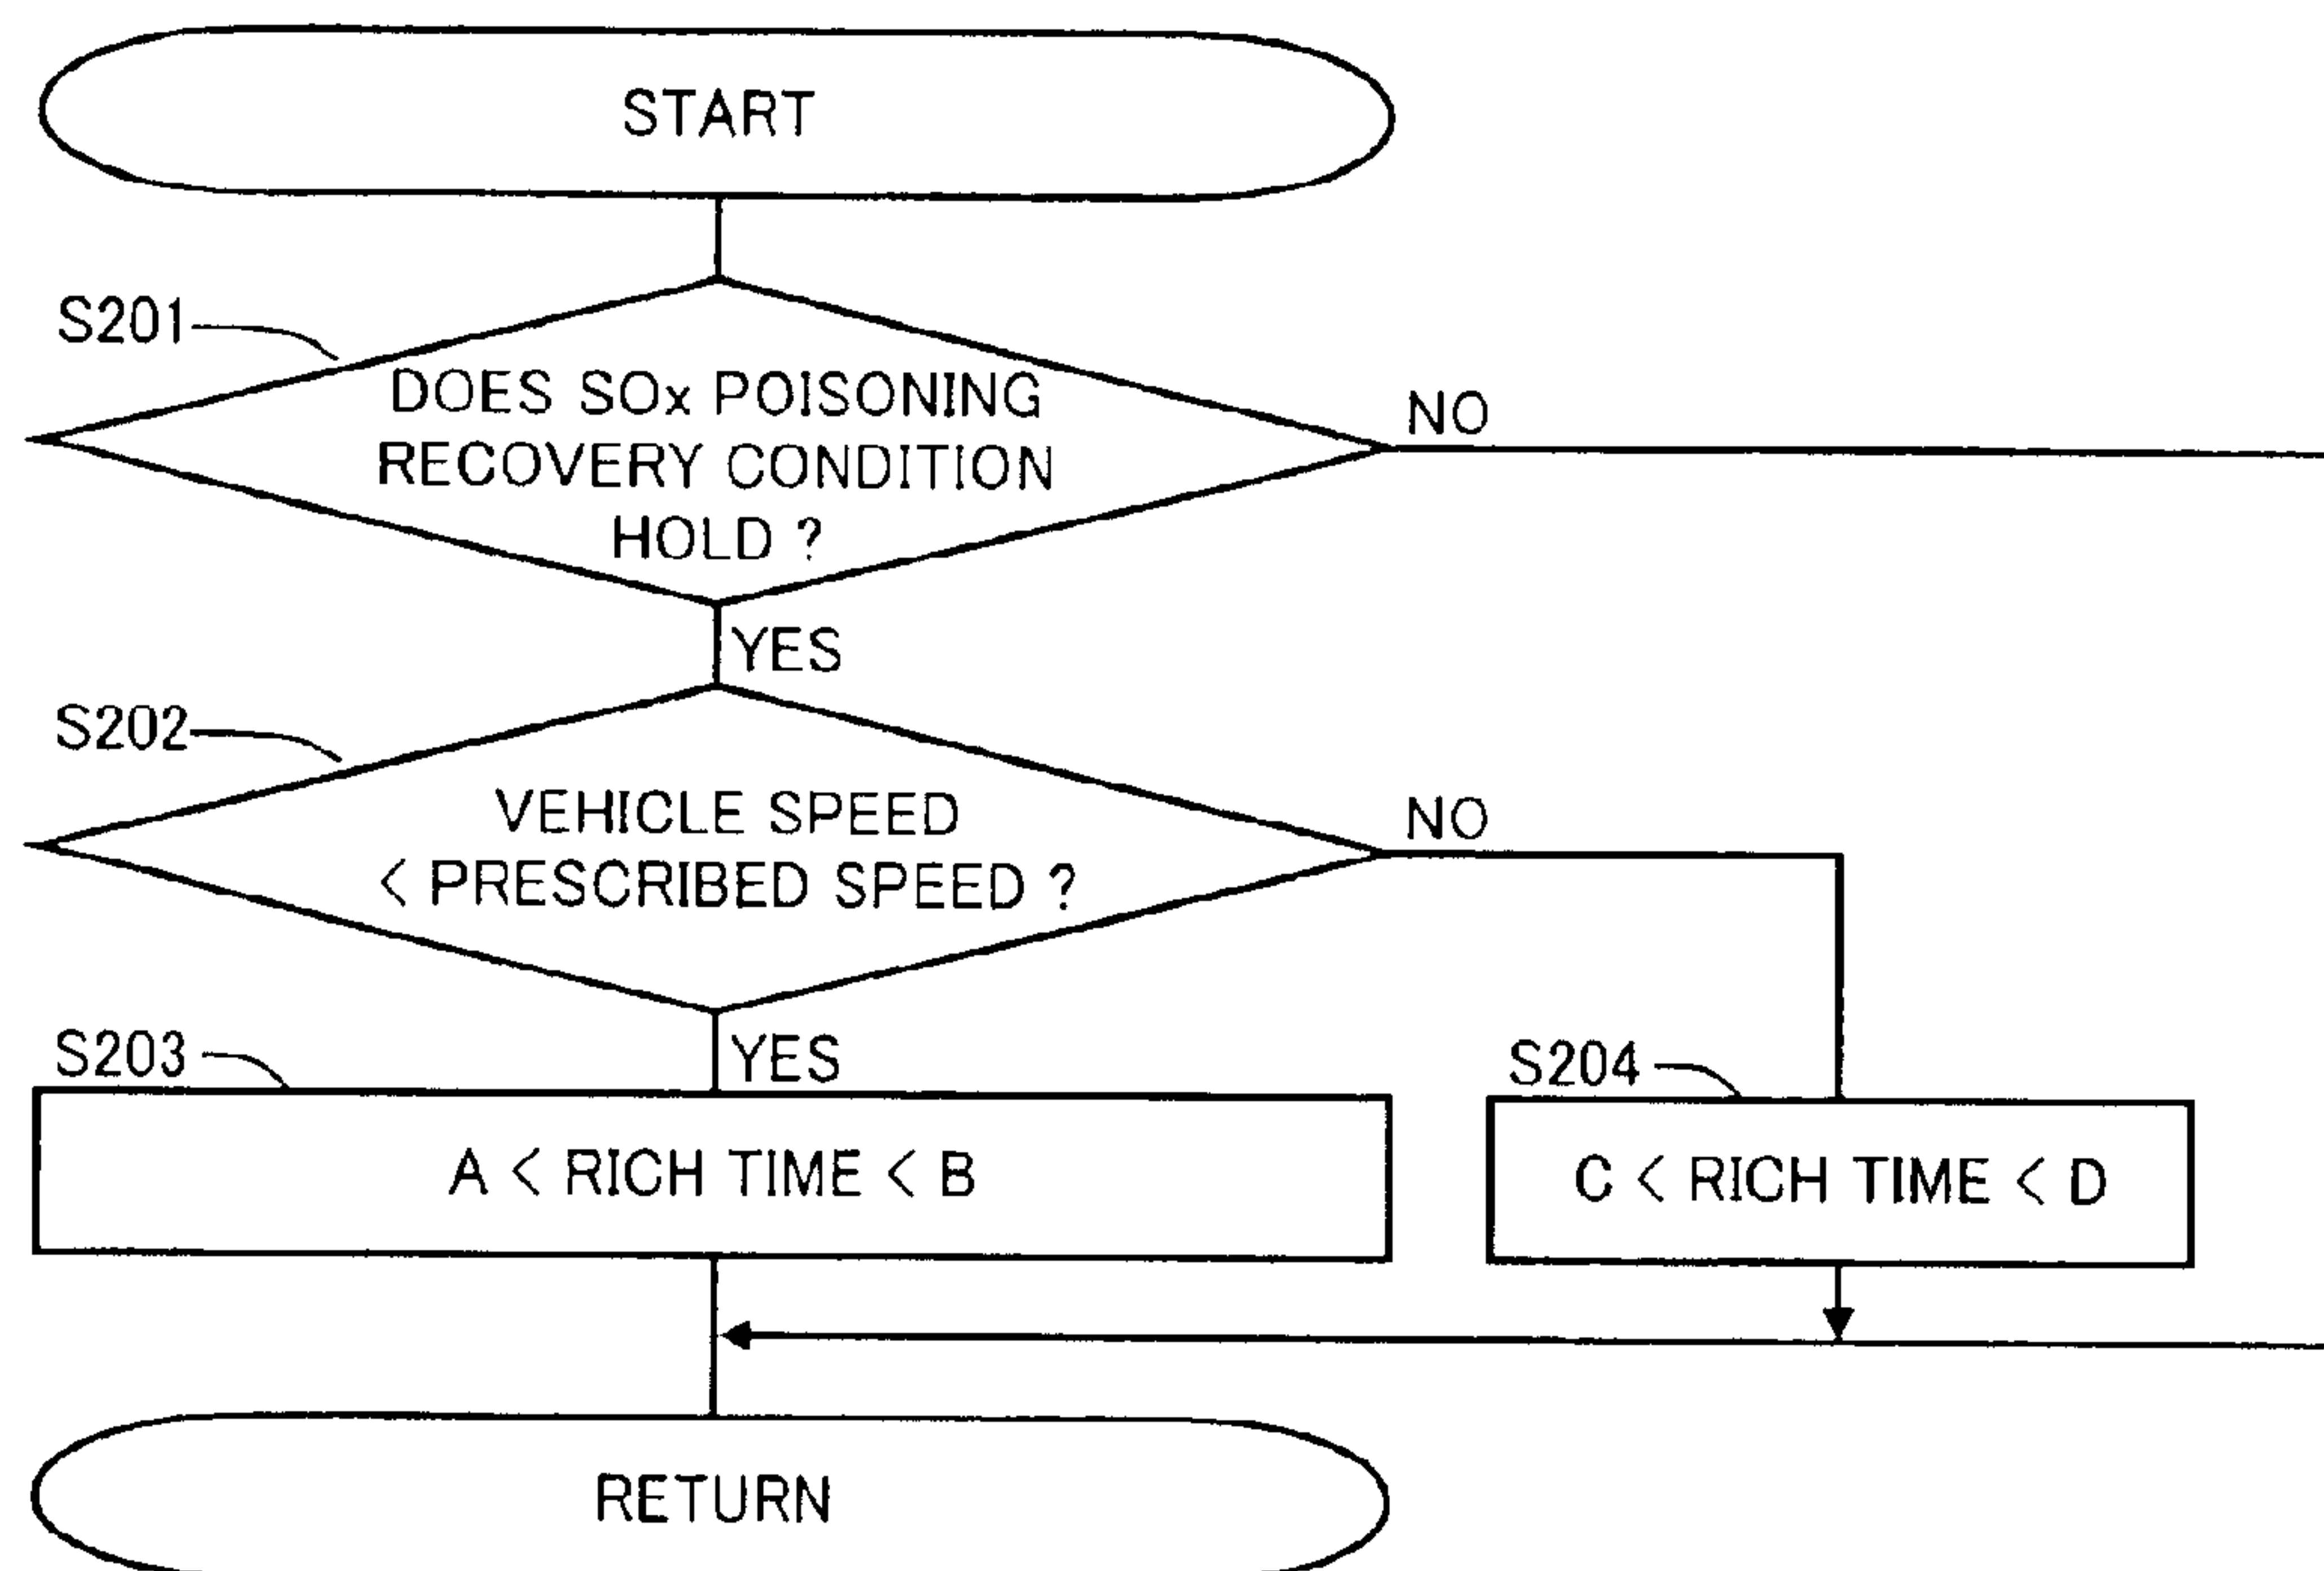 START
S201
DOES SOx POISONING
RECOVERY CONDITION
HOLD ?
NO
YES
S202
VEHICLE SPEED
< PRESCRIBED SPEED ?
NO
YES
S203
A < RICH TIME < B
S204
C < RICH TIME < D
RETURN